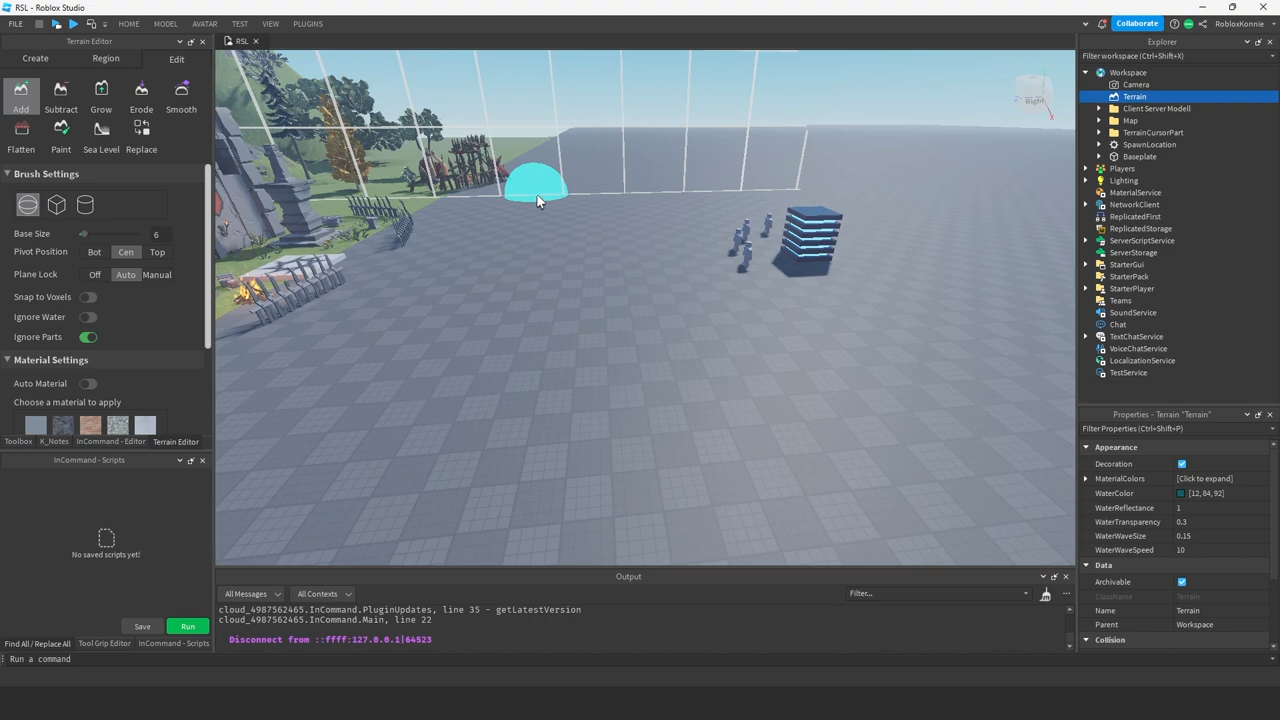 RSL - Roblox Studio
FILE HOME MODEL AVATAR TEST VIEW PLUGINS Collaborate RobloxKonnie
Terrain Editor
Create Region Edit
Add Subtract Grow Erode Smooth
Flatten Paint Sea Level Replace
Brush Settings
Base Size 6
Pivot Position Bot Cen Top
Plane Lock Off Auto Manual
Snap to Voxels
Ignore Water
Ignore Parts
Material Settings
Auto Material
Choose a material to apply
Toolbox K_Notes InCommand - Editor Terrain Editor
InCommand - Scripts
No saved scripts yet!
Save Run
Find All / Replace All Tool Grip Editor InCommand - Scripts
Run a command
RSL
Right
Output
All Messages All Contexts Filter...
cloud_4987562465.InCommand.PluginUpdates, line 35 - getLatestVersion
cloud_4987562465.InCommand.Main, line 22
Disconnect from ::ffff:127.0.0.1|64523
Explorer
Filter workspace (Ctrl+Shift+X)
Workspace
Camera
Terrain
Client Server Modell
Map
TerrainCursorPart
SpawnLocation
Baseplate
Players
Lighting
MaterialService
NetworkClient
ReplicatedFirst
ReplicatedStorage
ServerScriptService
ServerStorage
StarterGui
StarterPack
StarterPlayer
Teams
SoundService
Chat
TextChatService
VoiceChatService
LocalizationService
TestService
Properties - Terrain "Terrain"
Filter Properties (Ctrl+Shift+P)
Appearance
Decoration
MaterialColors [Click to expand]
WaterColor [12, 84, 92]
WaterReflectance 1
WaterTransparency 0.3
WaterWaveSize 0.15
WaterWaveSpeed 10
Data
Archivable
ClassName Terrain
Name Terrain
Parent Workspace
Collision